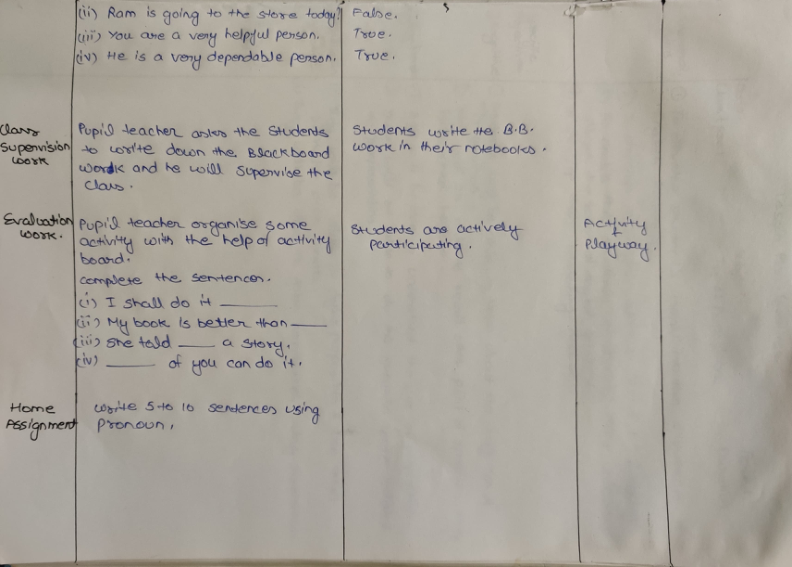 (ii) Ram is going to the store today? False.
(iii) You are a very helpful person. True.
(iv) He is a very dependable person. True.
Class
Supervision
work
Pupil teacher asks the students
to write down the Blackboard
work and he will supervise the
class.
Students write the B.B.
work in their notebooks.
Evaluation
work.
Pupil teacher organise some
activity with the help of activity
board.
complete the sentences.
(i) I shall do it ______
(ii) My book is better than ____
(iii) She told ____ a story.
(iv) _____ of you can do it.
Students are actively
participating.
Activity
+
Playway.
Home
Assignment
write 5 to 10 sentences using
pronoun.